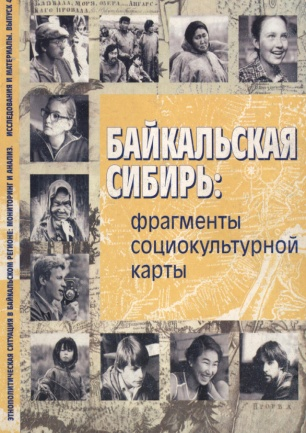 БАЙКАЛЬСКАЯ
СИБИРЬ:
фрагменты
социокультурной
карты
ЭТНОПОЛИТИЧЕСКАЯ СИТУАЦИЯ В БАЙКАЛЬСКОМ РЕГИОНЕ: МОНИТОРИНГ И АНАЛИЗ. ИССЛЕДОВАНИЯ И МАТЕРИАЛЫ. ВЫПУСК 4